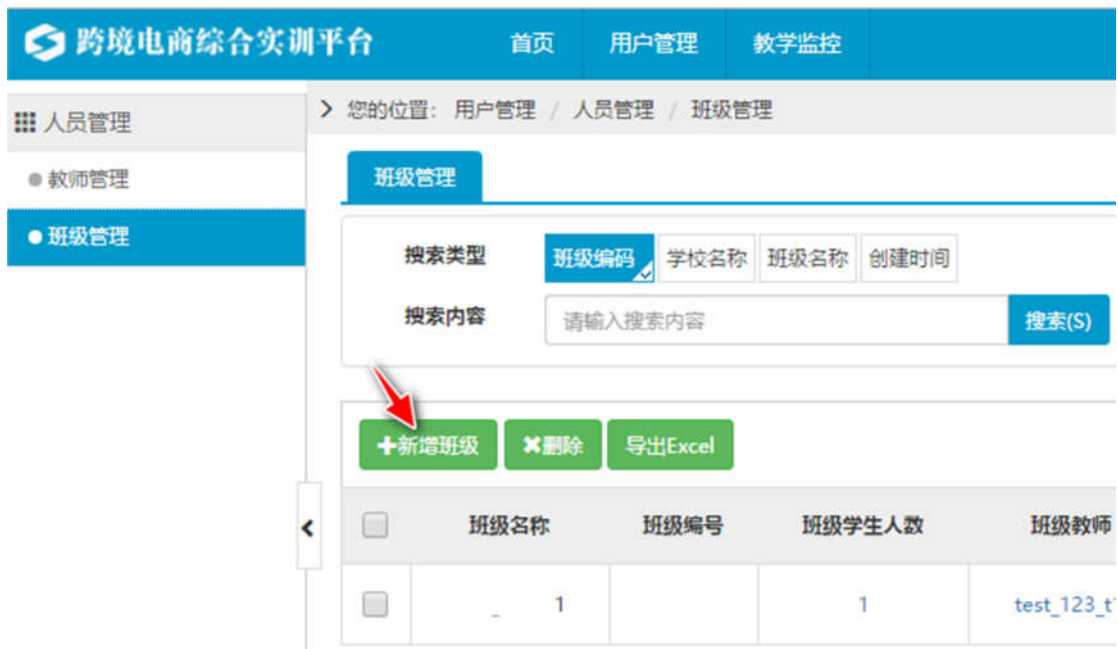 跨境电商综合实训平台 首页 用户管理 教学监控
人员管理
您的位置： 用户管理 / 人员管理 / 班级管理
教师管理
班级管理
班级管理
搜索类型 班级编码 学校名称 班级名称 创建时间
搜索内容 请输入搜索内容 搜索(S)
新增班级 删除 导出Excel
班级名称 班级编号 班级学生人数 班级教师
_ 1 1 test_123_t